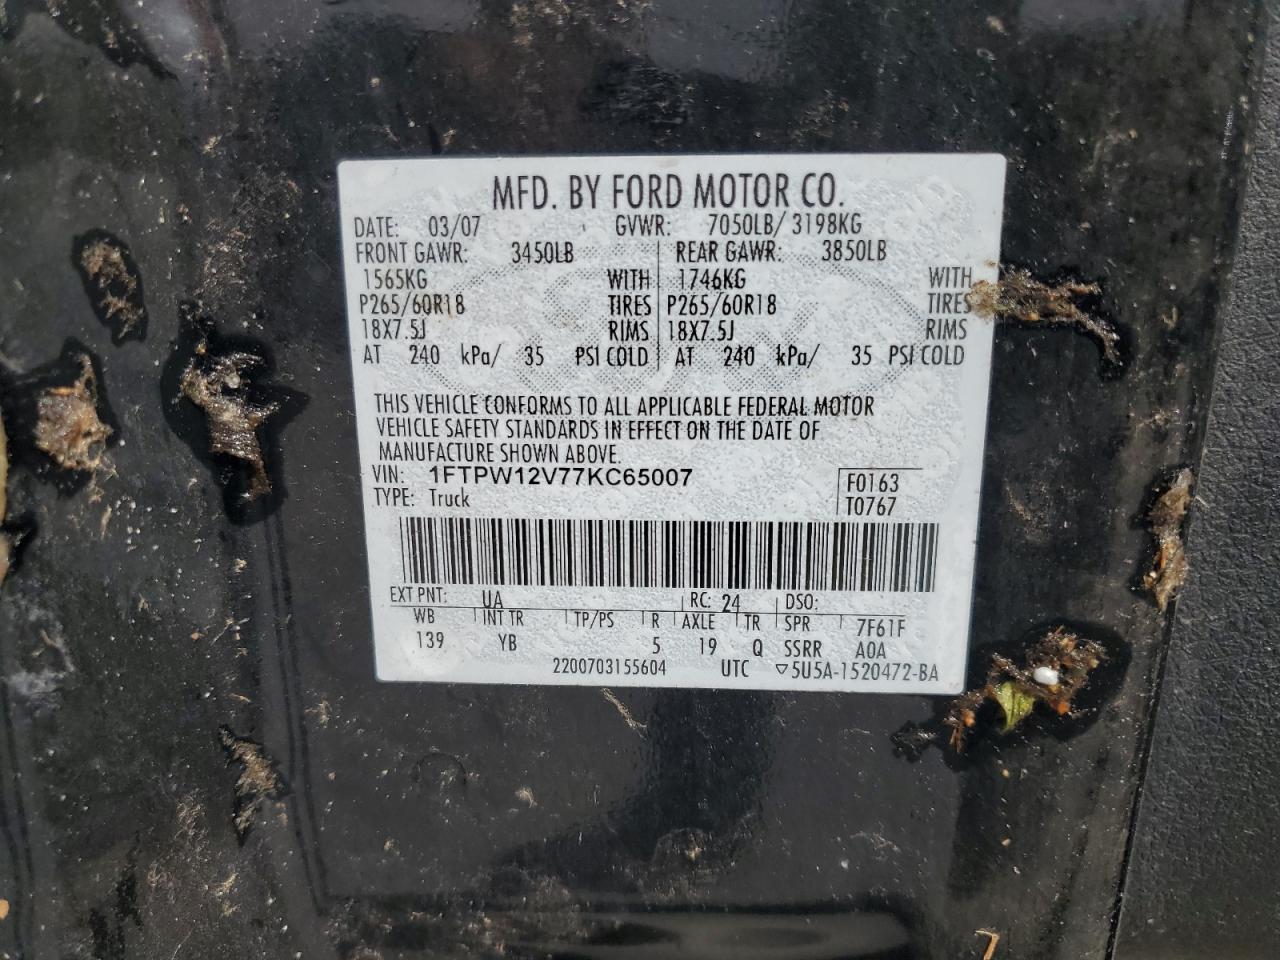 MFD. BY FORD MOTOR CO.
DATE: 03/07 GVWR: 7050LB/ 3198KG
FRONT GAWR: 3450LB REAR GAWR: 3850LB
1565KG WITH 1746KG WITH
P265/60R18 TIRES P265/60R18 TIRES
18X7.5J RIMS 18X7.5J RIMS
AT 240 kPa/ 35 PSI COLD AT 240 kPa/ 35 PSI COLD
THIS VEHICLE CONFORMS TO ALL APPLICABLE FEDERAL MOTOR
VEHICLE SAFETY STANDARDS IN EFFECT ON THE DATE OF
MANUFACTURE SHOWN ABOVE.
VIN: 1FTPW12V77KC65007 F0163
TYPE: Truck T0767
EXT PNT: UA RC: 24 DSO:
WB INT TR TP/PS R AXLE TR SPR 7F61F
139 YB 5 19 Q SSRR A0A
2200703155604 UTC ▽5U5A-1520472-BA